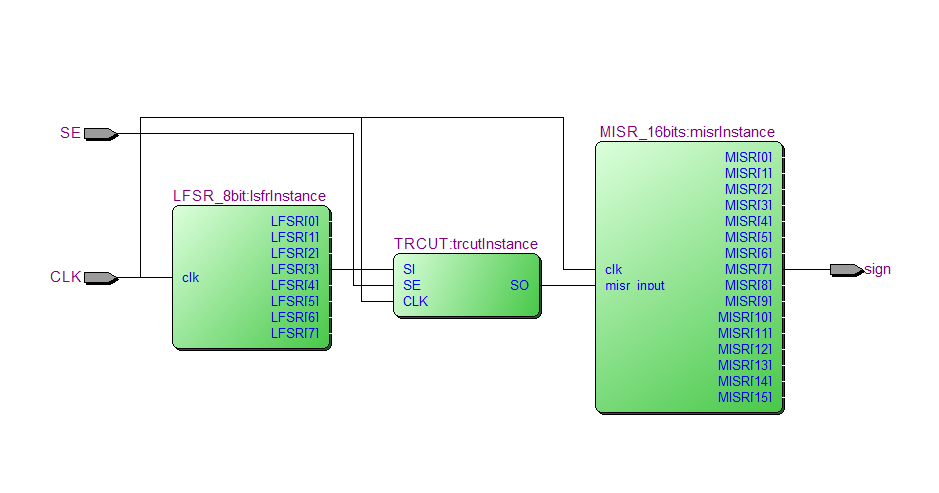 SE
MISR_16bits:misrInstance
MISR[0]
MISR[1]
MISR[2]
MISR[3]
MISR[4]
MISR[5]
MISR[6]
MISR[7]
MISR[8]
MISR[9]
MISR[10]
MISR[11]
MISR[12]
MISR[13]
MISR[14]
MISR[15]
clk
misr_input
sign
LFSR_8bit:lsfrInstance
LFSR[0]
LFSR[1]
LFSR[2]
LFSR[3]
LFSR[4]
LFSR[5]
LFSR[6]
LFSR[7]
clk
CLK
TRCUT:trcutInstance
SI
SE
CLK
SO